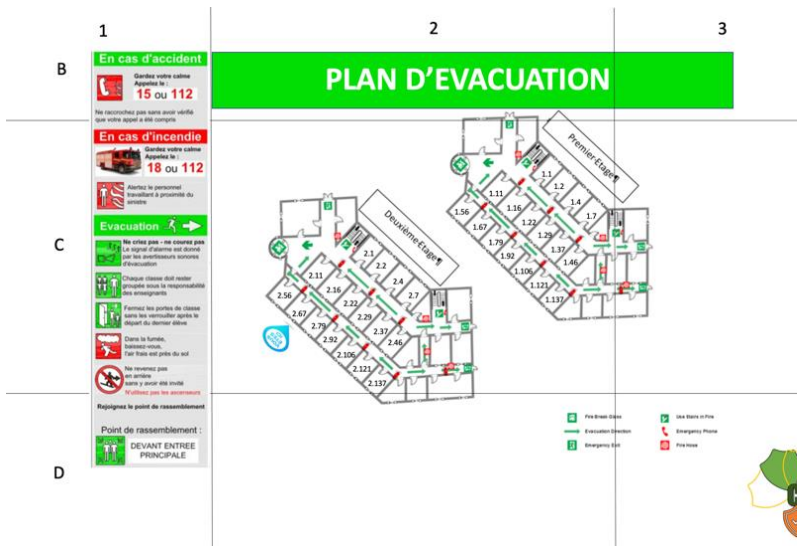 1
2
3
B
C
D
En cas d'accident
Gardez votre calme
Appelez le :
15 ou 112
Ne raccrochez pas sans avoir vérifié
que votre appel a été compris
En cas d'incendie
Gardez votre calme
Appelez le :
18 ou 112
Alertez le personnel
travaillant à proximité du
sinistre
Evacuation
Ne criez pas - ne courez pas
Le signal d'alarme est donné
par les avertisseurs sonores
d'évacuation
Chaque classe doit rester
groupée sous la responsabilité
des enseignants
Fermez les portes de classe
sans les verrouiller après le
départ du dernier élève
Dans la fumée,
baissez-vous,
l'air frais est près du sol
Ne revenez pas
en arrière
sans y avoir été invité
N'utilisez pas les ascenseurs
Rejoignez le point de rassemblement
Point de rassemblement :
DEVANT ENTREE
PRINCIPALE
PLAN D'EVACUATION
Premier-Etage¶
1.1
1.2
1.4
1.7
1.11
1.16
1.22
1.29
1.37
1.46
1.56
1.67
1.79
1.92
1.106
1.121
1.137
Deuxième-Etage¶
2.1
2.2
2.4
2.7
2.11
2.16
2.22
2.29
2.37
2.46
2.56
2.67
2.79
2.92
2.106
2.121
2.137
Fire Break Glass
Evacuation Direction
Emergency Exit
Use Stairs in Fire
Emergency Phone
Fire Hose